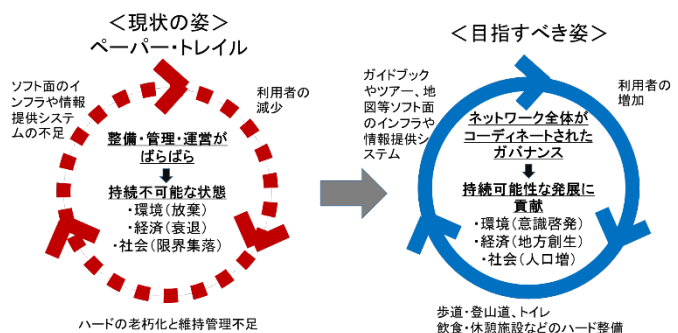 ＜現状の姿＞
ペーパー・トレイル
ソフト面のイ
ンフラや情報
提供システ
ムの不足
利用者の
減少
整備・管理・運営が
ばらばら
持続不可能な状態
・環境（放棄）
・経済（衰退）
・社会（限界集落）
ハードの老朽化と維持管理不足
＜目指すべき姿＞
ガイドブック
やツアー、地
図等ソフト面
のインフラや
情報提供シ
ステム
利用者の
増加
ネットワーク全体が
コーディネートされた
ガバナンス
持続可能性な発展に
貢献
・環境（意識啓発）
・経済（地方創生）
・社会（人口増）
歩道・登山道、トイレ
飲食・休憩施設などのハード整備